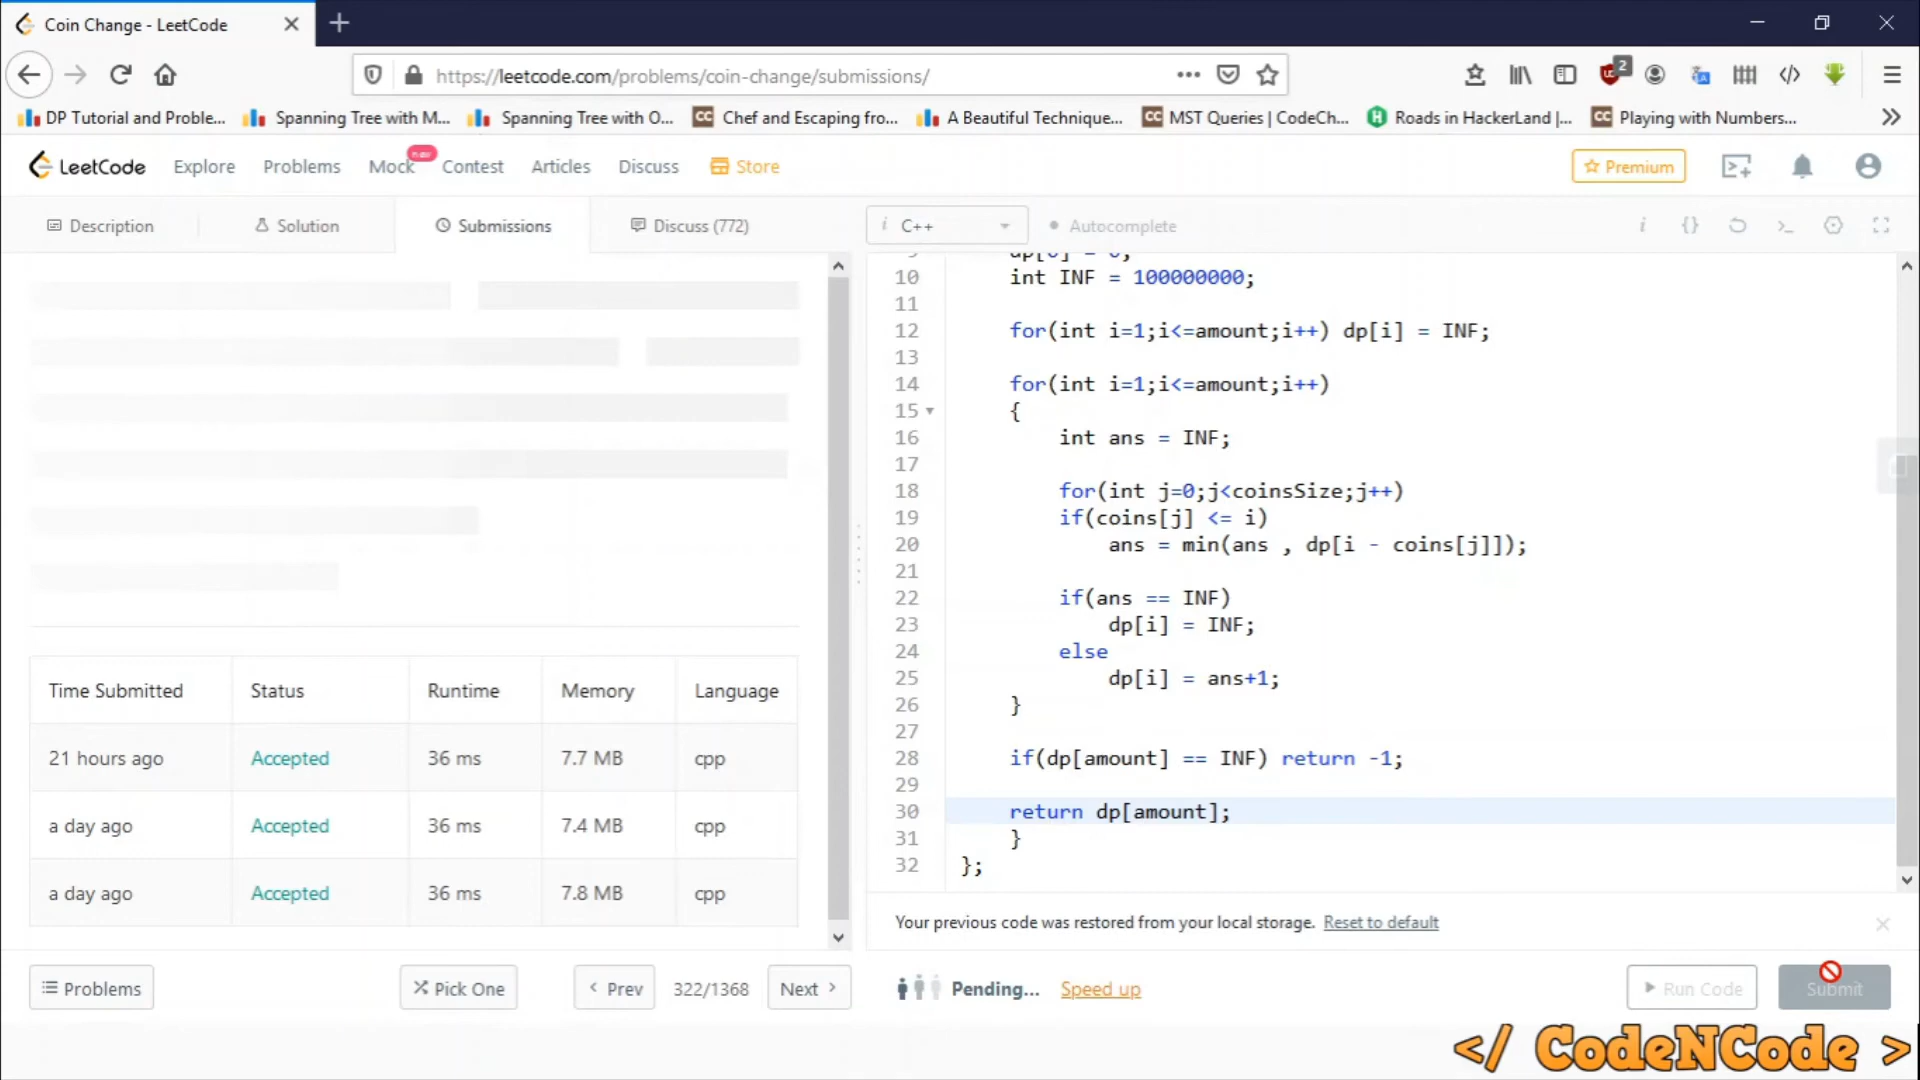 Coin Change - LeetCode
https://leetcode.com/problems/coin-change/submissions/
2
DP Tutorial and Proble...
Spanning Tree with M...
Spanning Tree with O...
CC Chef and Escaping fro...
A Beautiful Technique...
CC MST Queries | CodeCh...
Roads in HackerLand |...
CC Playing with Numbers...
LeetCode
Explore
Problems
Mock
new
Contest
Articles
Discuss
Store
Premium
Description
Solution
Submissions
Discuss (772)
i C++
Autocomplete
10 int INF = 100000000;
11
12 for(int i=1;i<=amount;i++) dp[i] = INF;
13
14 for(int i=1;i<=amount;i++)
15 {
16 int ans = INF;
17
18 for(int j=0;j<coinsSize;j++)
19 if(coins[j] <= i)
20 ans = min(ans , dp[i - coins[j]]);
21
22 if(ans == INF)
23 dp[i] = INF;
24 else
25 dp[i] = ans+1;
26 }
27
28 if(dp[amount] == INF) return -1;
29
30 return dp[amount];
31 }
32 };
Time Submitted Status Runtime Memory Language
21 hours ago Accepted 36 ms 7.7 MB cpp
a day ago Accepted 36 ms 7.4 MB cpp
a day ago Accepted 36 ms 7.8 MB cpp
Your previous code was restored from your local storage. Reset to default
Problems
Pick One
Prev
322/1368
Next
Pending...
Speed up
Run Code
Submit
</ CodeNCode >